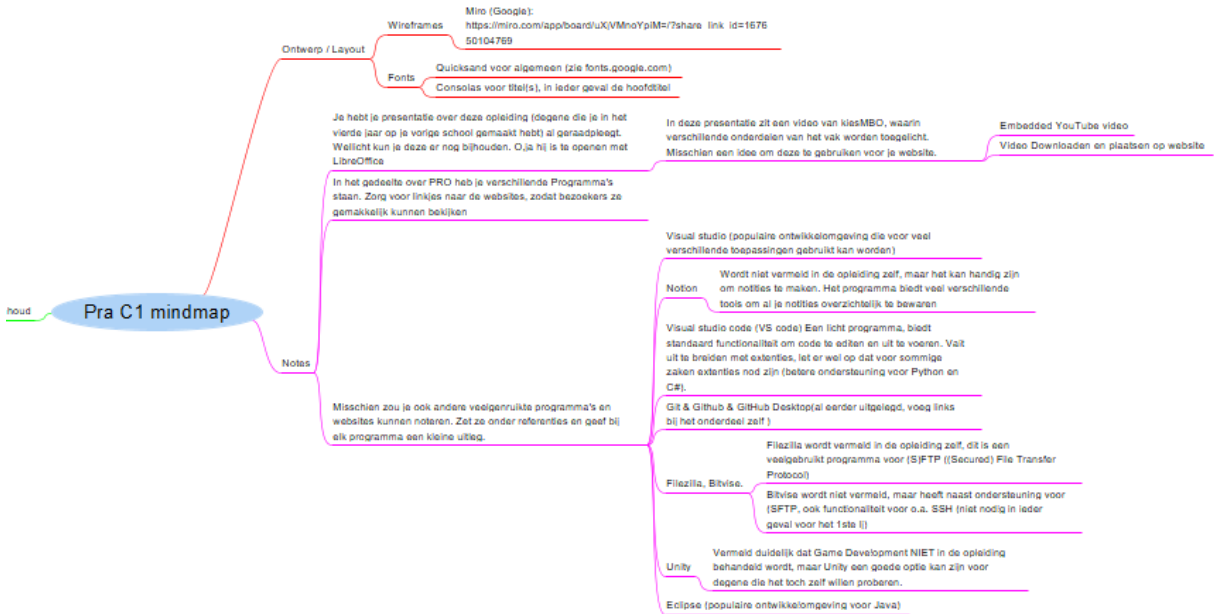 Miro (Google):
https://miro.com/app/board/uXjVMnoYpiM=/?share_link_id=1676
50104769
Wireframes
Ontwerp / Layout
Quicksand voor algemeen (zie fonts.google.com)
Fonts
Consolas voor titel(s), in ieder geval de hoofdtitel
Je hebt je presentatie over deze opleiding (degene die je in het
vierde jaar op je vorige school gemaakt hebt) al geraadpleegt.
Wellicht kun je deze er nog bijhouden. O,ja hij is te openen met
LibreOffice
In deze presentatie zit een video van kiesMBO, waarin
verschillende onderdelen van het vak worden toegelicht.
Misschien een idee om deze te gebruiken voor je website.
Embedded YouTube video
Video Downloaden en plaatsen op website
In het gedeelte over PRO heb je verschillende Programma's
staan. Zorg voor linkjes naar de websites, zodat bezoekers ze
gemakkelijk kunnen bekijken
Visual studio (populaire ontwikkelomgeving die voor veel
verschillende toepassingen gebruikt kan worden)
Wordt niet vermeld in de opleiding zelf, maar het kan handig zijn
om notities te maken. Het programma biedt veel verschillende
tools om al je notities overzichtelijk te bewaren
Notion
houd
Pra C1 mindmap
Visual studio code (VS code) Een licht programma, biedt
standaard functionaliteit om code te editen en uit te voeren. Valt
uit te breiden met extenties, let er wel op dat voor sommige
zaken extenties nod zijn (betere ondersteuning voor Python en
C#).
Notes
Misschien zou je ook andere veelgenruikte programma's en
websites kunnen noteren. Zet ze onder referenties en geef bij
elk programma een kleine uitleg.
Git & Github & GitHub Desktop(al eerder uitgelegd, voeg links
bij het onderdeel zelf )
Filezilla wordt vermeld in de opleiding zelf, dit is een
veelgebruikt programma voor (S)FTP ((Secured) File Transfer
Protocol)
Filezilla, Bitvise.
Bitvise wordt niet vermeld, maar heeft naast ondersteuning voor
(SFTP, ook functionaliteit voor o.a. SSH (niet nodig in ieder
geval voor het 1ste lj)
Vermeld duidelijk dat Game Development NIET in de opleiding
behandeld wordt, maar Unity een goede optie kan zijn voor
degene die het toch zelf willen proberen.
Unity
Eclipse (populaire ontwikkelomgeving voor Java)